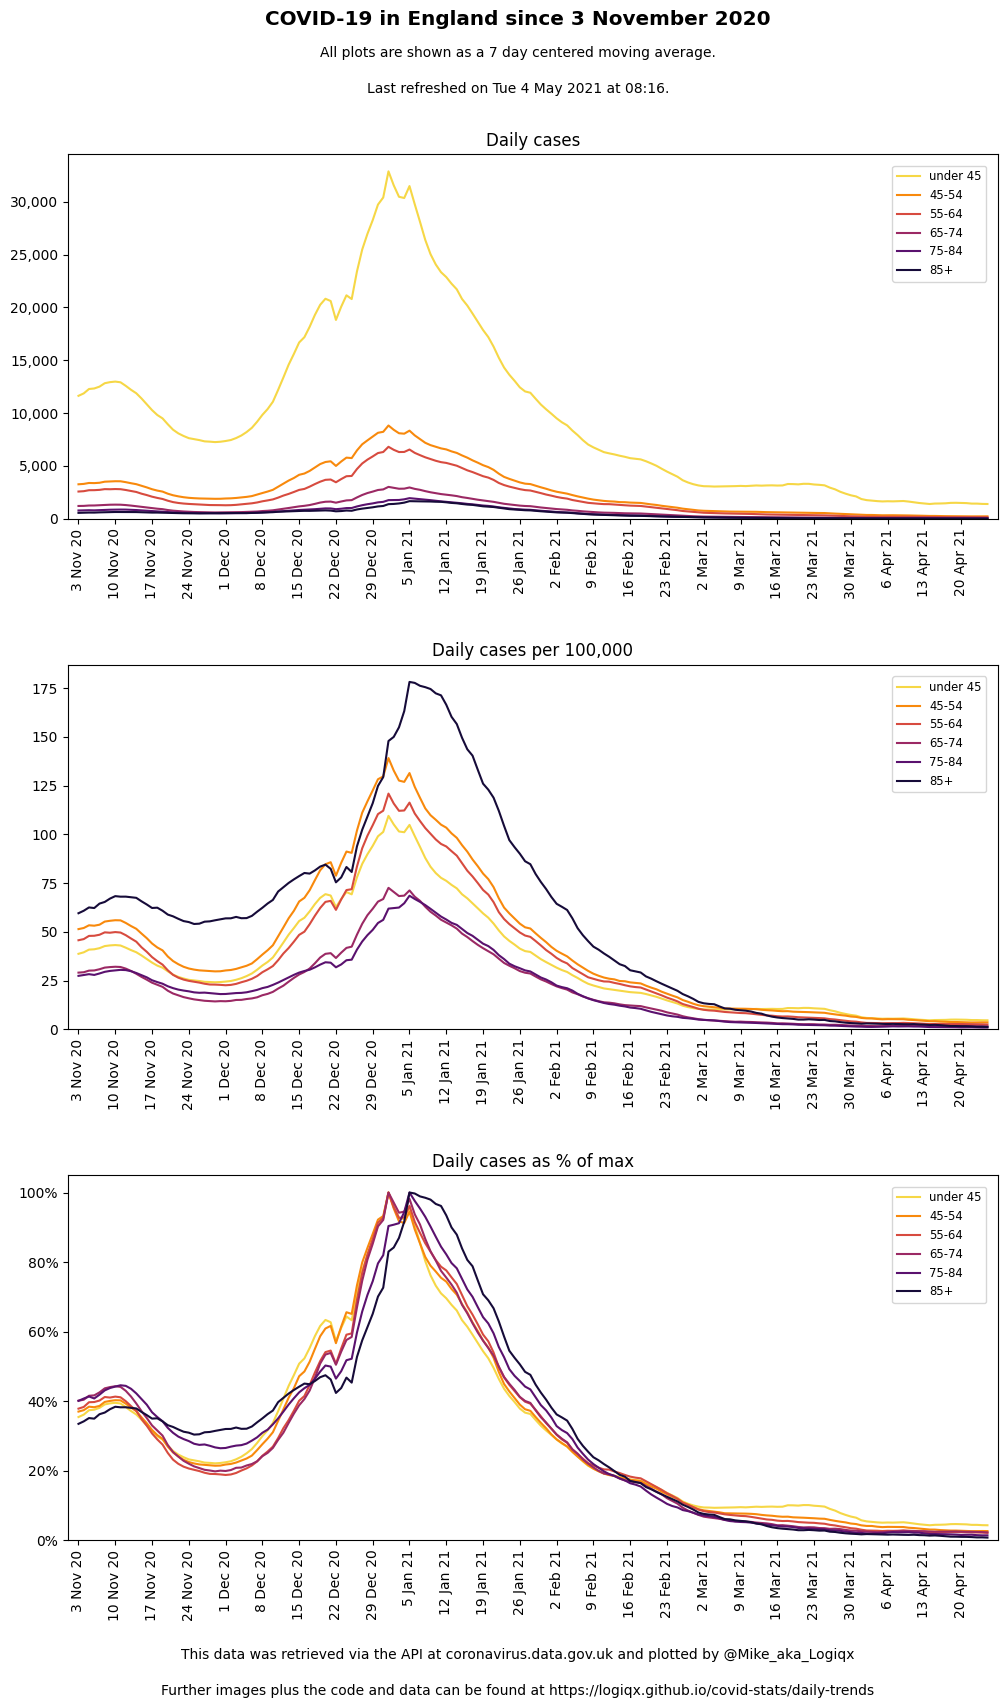 COVID-19 in England since 3 November 2020
All plots are shown as a 7 day centered moving average.
Last refreshed on Tue 4 May 2021 at 08:16.
Daily cases
30,000
25,000
20,000
15,000
10,000
5,000
0
under 45
45-54
55-64
65-74
75-84
85+
3 Nov 20
10 Nov 20
17 Nov 20
24 Nov 20
1 Dec 20
8 Dec 20
15 Dec 20
22 Dec 20
29 Dec 20
5 Jan 21
12 Jan 21
19 Jan 21
26 Jan 21
2 Feb 21
9 Feb 21
16 Feb 21
23 Feb 21
2 Mar 21
9 Mar 21
16 Mar 21
23 Mar 21
30 Mar 21
6 Apr 21
13 Apr 21
20 Apr 21
Daily cases per 100,000
175
150
125
100
75
50
25
0
under 45
45-54
55-64
65-74
75-84
85+
3 Nov 20
10 Nov 20
17 Nov 20
24 Nov 20
1 Dec 20
8 Dec 20
15 Dec 20
22 Dec 20
29 Dec 20
5 Jan 21
12 Jan 21
19 Jan 21
26 Jan 21
2 Feb 21
9 Feb 21
16 Feb 21
23 Feb 21
2 Mar 21
9 Mar 21
16 Mar 21
23 Mar 21
30 Mar 21
6 Apr 21
13 Apr 21
20 Apr 21
Daily cases as % of max
100%
80%
60%
40%
20%
0%
under 45
45-54
55-64
65-74
75-84
85+
3 Nov 20
10 Nov 20
17 Nov 20
24 Nov 20
1 Dec 20
8 Dec 20
15 Dec 20
22 Dec 20
29 Dec 20
5 Jan 21
12 Jan 21
19 Jan 21
26 Jan 21
2 Feb 21
9 Feb 21
16 Feb 21
23 Feb 21
2 Mar 21
9 Mar 21
16 Mar 21
23 Mar 21
30 Mar 21
6 Apr 21
13 Apr 21
20 Apr 21
This data was retrieved via the API at coronavirus.data.gov.uk and plotted by @Mike_aka_Logiqx
Further images plus the code and data can be found at https://logiqx.github.io/covid-stats/daily-trends